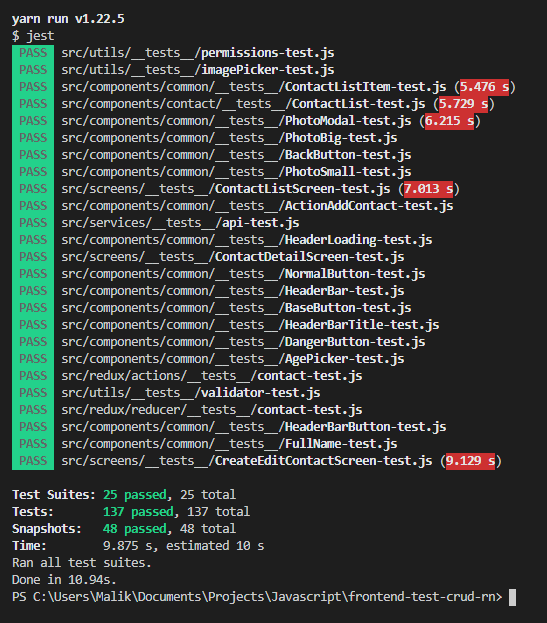 yarn run v1.22.5
$ jest
PASS src/utils/__tests__/permissions-test.js
PASS src/utils/__tests__/imagePicker-test.js
PASS src/components/common/__tests__/ContactListItem-test.js (5.476 s)
PASS src/components/contact/__tests__/ContactList-test.js (5.729 s)
PASS src/components/common/__tests__/PhotoModal-test.js (6.215 s)
PASS src/components/common/__tests__/PhotoBig-test.js
PASS src/components/common/__tests__/BackButton-test.js
PASS src/components/common/__tests__/PhotoSmall-test.js
PASS src/screens/__tests__/ContactListScreen-test.js (7.013 s)
PASS src/components/common/__tests__/ActionAddContact-test.js
PASS src/services/__tests__/api-test.js
PASS src/components/common/__tests__/HeaderLoading-test.js
PASS src/screens/__tests__/ContactDetailScreen-test.js
PASS src/components/common/__tests__/NormalButton-test.js
PASS src/components/common/__tests__/HeaderBar-test.js
PASS src/components/common/__tests__/BaseButton-test.js
PASS src/components/common/__tests__/HeaderBarTitle-test.js
PASS src/components/common/__tests__/DangerButton-test.js
PASS src/components/common/__tests__/AgePicker-test.js
PASS src/redux/actions/__tests__/contact-test.js
PASS src/utils/__tests__/validator-test.js
PASS src/redux/reducer/__tests__/contact-test.js
PASS src/components/common/__tests__/HeaderBarButton-test.js
PASS src/components/common/__tests__/FullName-test.js
PASS src/screens/__tests__/CreateEditContactScreen-test.js (9.129 s)
Test Suites: 25 passed, 25 total
Tests: 137 passed, 137 total
Snapshots: 48 passed, 48 total
Time: 9.875 s, estimated 10 s
Ran all test suites.
Done in 10.94s.
PS C:\Users\Malik\Documents\Projects\Javascript\frontend-test-crud-rn>